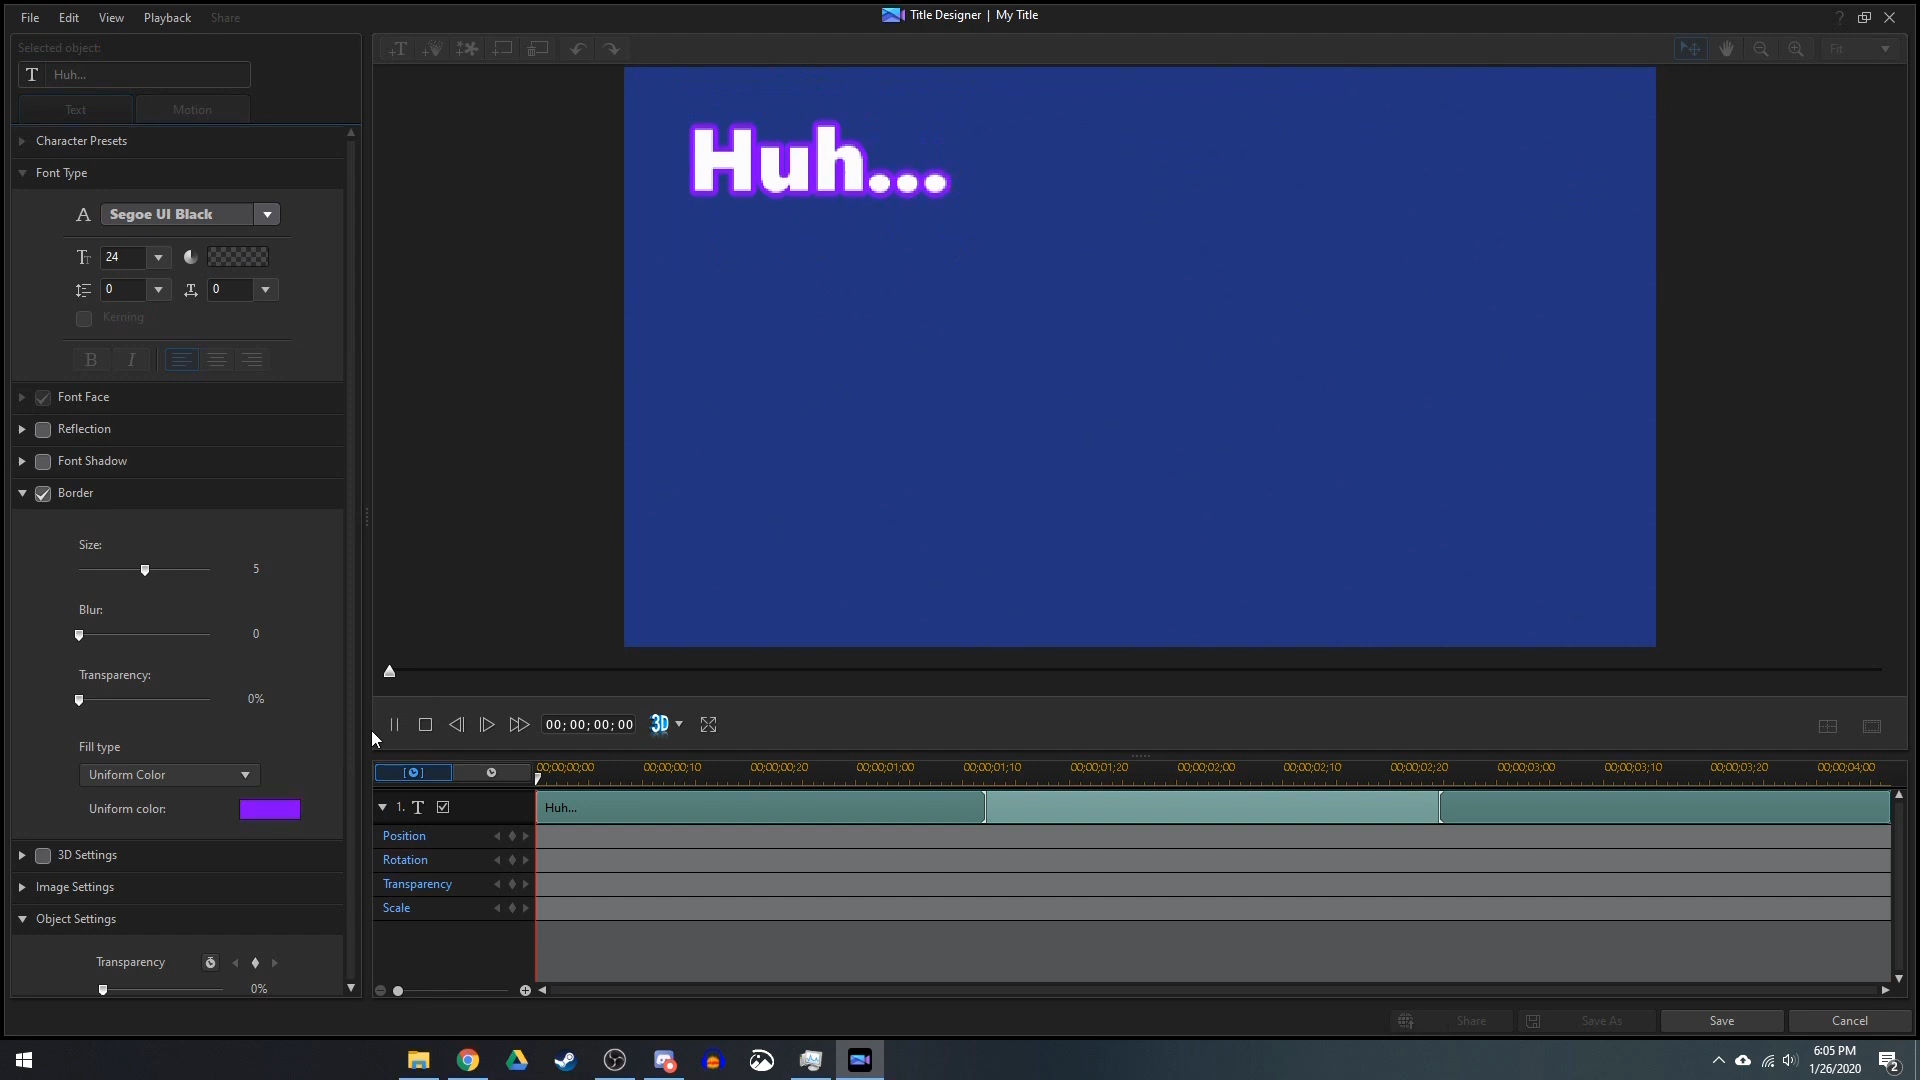 File Edit View Playback Share
Title Designer | My Title
?
Selected object:
T Huh...
Fit
Text Motion
Huh...
Character Presets
Font Type
A Segoe UI Black
24
0 0
Kerning
B I
Font Face
Reflection
Font Shadow
Border
Size:
5
Blur:
0
Transparency:
0%
Fill type
Uniform Color
Uniform color:
3D Settings
Image Settings
Object Settings
Transparency
0%
00;00;00;00 3D
00;00;00;00 00;00;00;10 00;00;00;20 00;00;01;00 00;00;01;10 00;00;01;20 00;00;02;00 00;00;02;10 00;00;02;20 00;00;03;00 00;00;03;10 00;00;03;20 00;00;04;00
1. T Huh...
Position
Rotation
Transparency
Scale
Share Save As Save Cancel
6:05 PM
1/26/2020
2